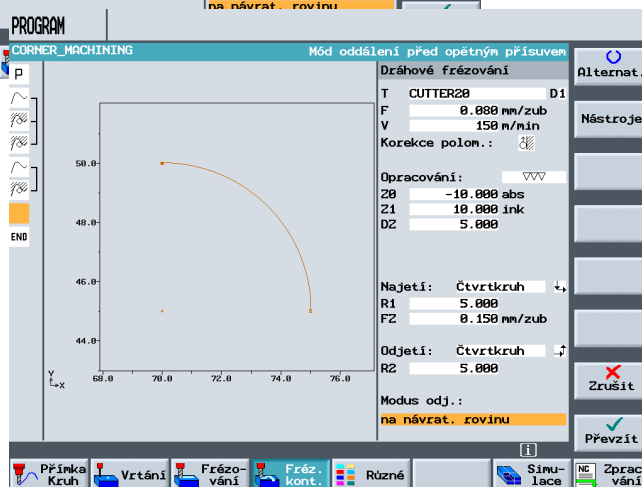 na návrat. rovinu
PROGRAM
CORNER_MACHINING Mód oddálení před opětným přísuvem
Alternat.
P
Dráhové frézování
T CUTTER20 D1
F 0.080 mm/zub
Nástroje
V 150 m/min
Korekce polom.:
Opracování: ▽▽▽
50.0
Z0 -10.000 abs
Z1 10.000 ink
48.0
DZ 5.000
END
46.0
Najetí: Čtvrtkruh
R1 5.000
FZ 0.150 mm/zub
44.0
Odjetí: Čtvrtkruh
R2 5.000
Y
X
68.0 70.0 72.0 74.0 76.0
Zrušit
Modus odj.:
na návrat. rovinu
Převzít
i
Přímka
Kruh
Vrtání
Frézo-
vání
Fréz.
kont.
Různé
Simu-
lace
NC
Zprac
vání